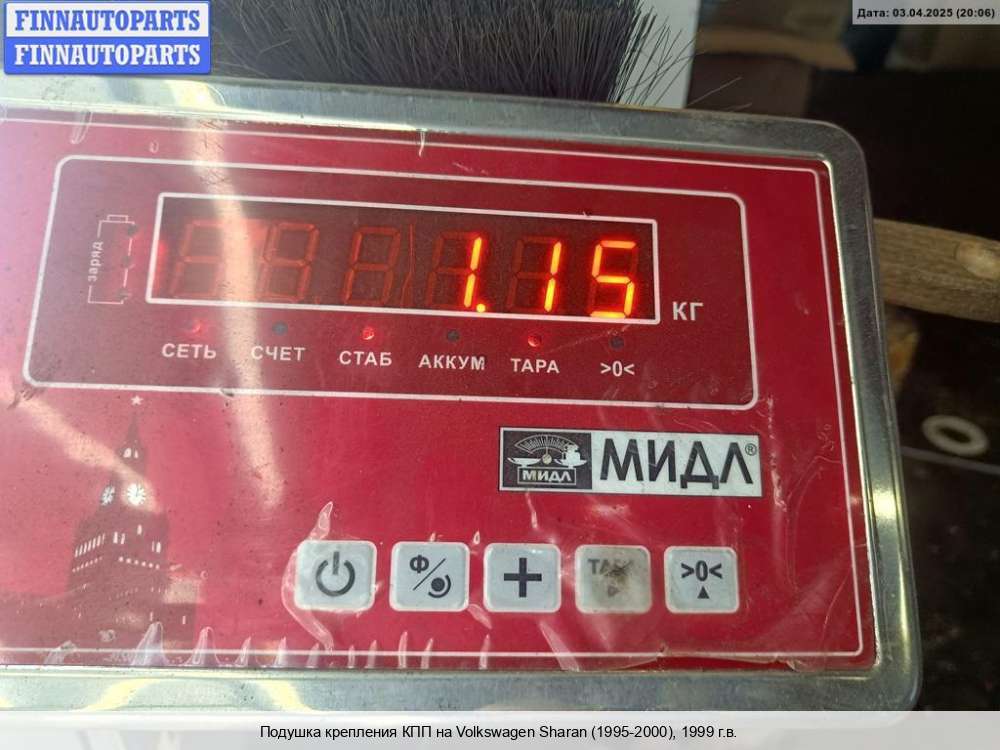 FINNAUTOPARTS
FINNAUTOPARTS
Дата: 03.04.2025 (20:06)
заряд
1.15
КГ
СЕТЬ СЧЕТ СТАБ АККУМ ТАРА >0<
МИДЛ МИДЛ®
Ф +  >0<
Подушка крепления КПП на Volkswagen Sharan (1995-2000), 1999 г.в.